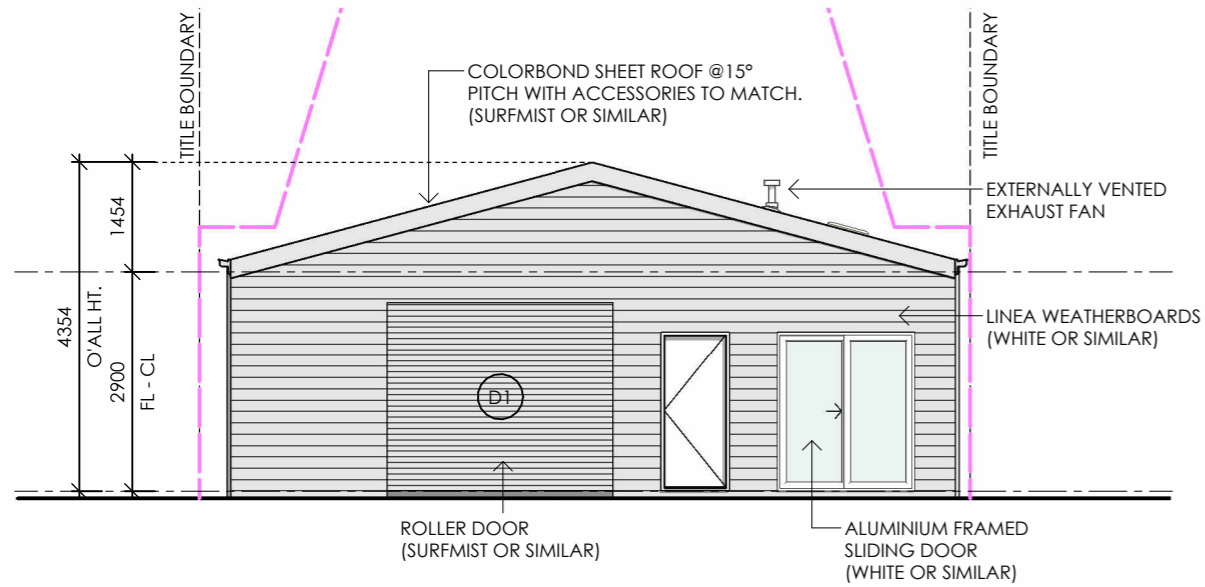 TITLE BOUNDARY
TITLE BOUNDARY
COLORBOND SHEET ROOF @15°
PITCH WITH ACCESSORIES TO MATCH.
(SURFMIST OR SIMILAR)
EXTERNALLY VENTED
EXHAUST FAN
4354
O'ALL HT.
1454
2900
FL - CL
LINEA WEATHERBOARDS
(WHITE OR SIMILAR)
D1
ROLLER DOOR
(SURFMIST OR SIMILAR)
ALUMINIUM FRAMED
SLIDING DOOR
(WHITE OR SIMILAR)